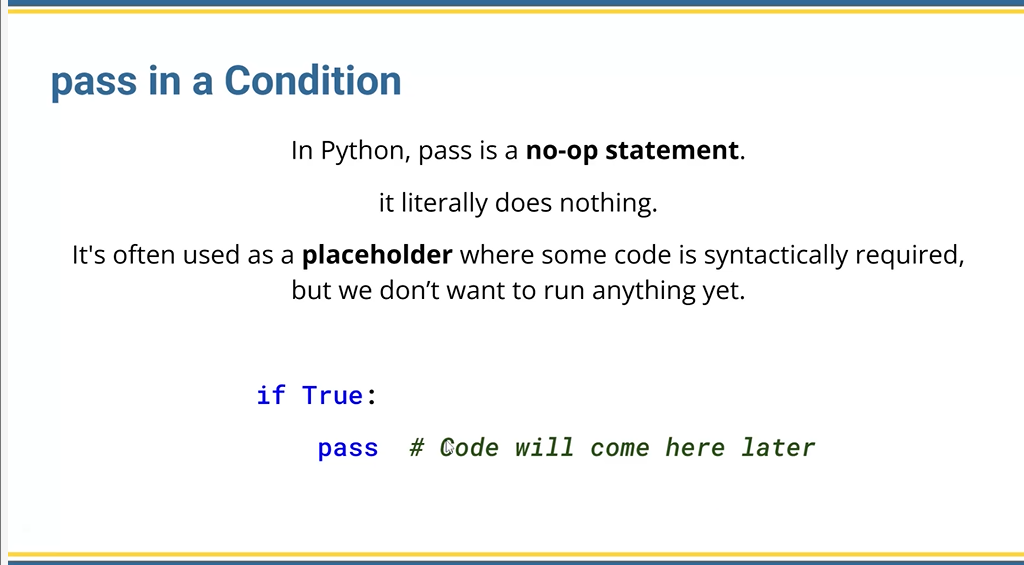 pass in a Condition
In Python, pass is a no-op statement.
it literally does nothing.
It's often used as a placeholder where some code is syntactically required,
but we don’t want to run anything yet.
if True:
    pass  # Code will come here later